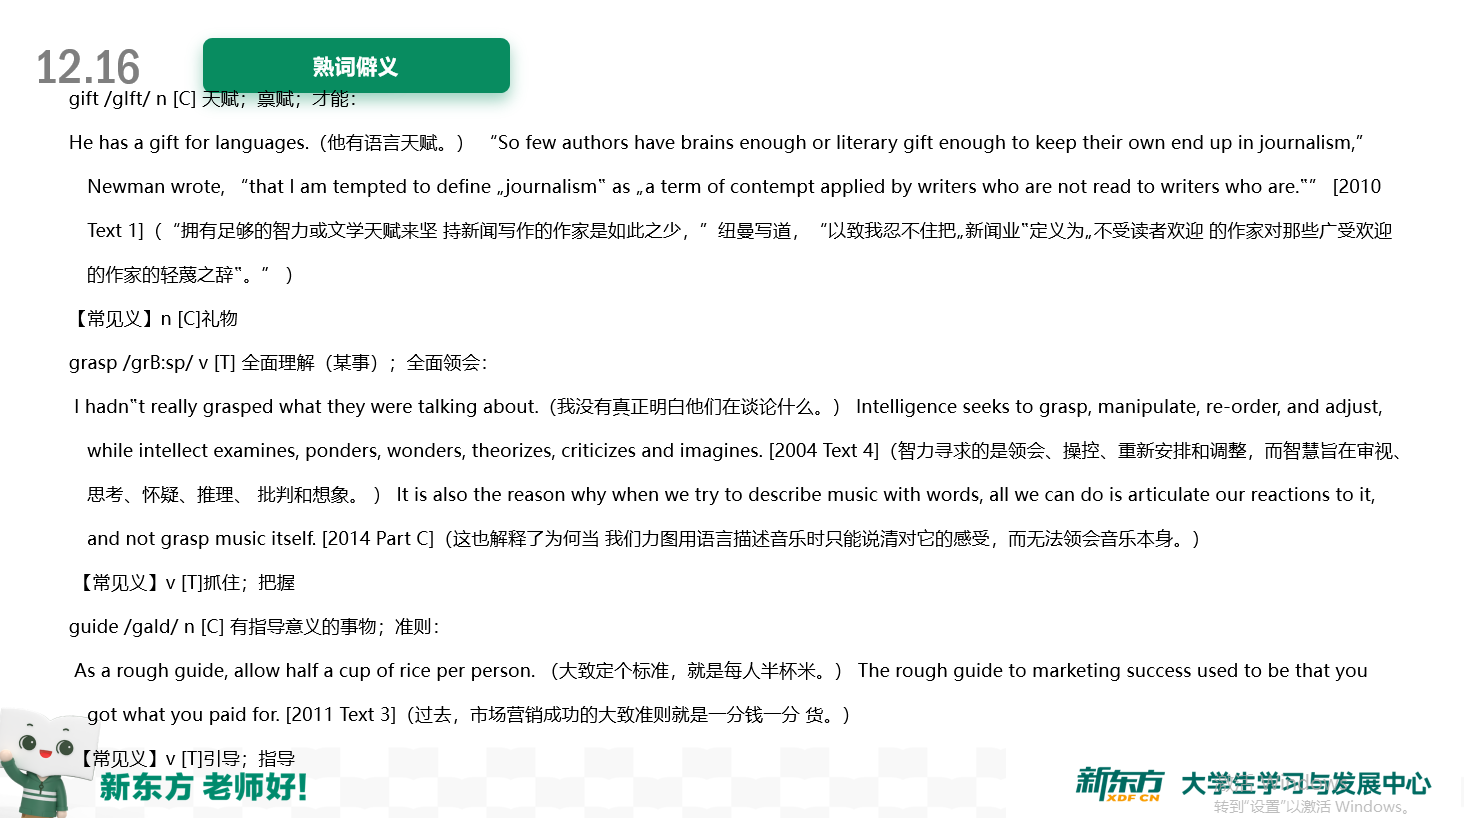 12.16
熟词僻义
gift /gIft/ n [C] 天赋；禀赋；才能：
He has a gift for languages.（他有语言天赋。） “So few authors have brains enough or literary gift enough to keep their own end up in journalism,”
Newman wrote, “that I am tempted to define „journalism‟ as „a term of contempt applied by writers who are not read to writers who are.‟” [2010
Text 1]（“拥有足够的智力或文学天赋来坚 持新闻写作的作家是如此之少，”纽曼写道，“以致我忍不住把„新闻业‟定义为„不受读者欢迎 的作家对那些广受欢迎
的作家的轻蔑之辞‟。” ）
【常见义】n [C]礼物
grasp /grB:sp/ v [T] 全面理解（某事）；全面领会：
I hadn‟t really grasped what they were talking about.（我没有真正明白他们在谈论什么。） Intelligence seeks to grasp, manipulate, re-order, and adjust,
while intellect examines, ponders, wonders, theorizes, criticizes and imagines. [2004 Text 4]（智力寻求的是领会、操控、重新安排和调整，而智慧旨在审视、
思考、怀疑、推理、 批判和想象。 ） It is also the reason why when we try to describe music with words, all we can do is articulate our reactions to it,
and not grasp music itself. [2014 Part C]（这也解释了为何当 我们力图用语言描述音乐时只能说清对它的感受，而无法领会音乐本身。）
【常见义】v [T]抓住；把握
guide /gaId/ n [C] 有指导意义的事物；准则：
As a rough guide, allow half a cup of rice per person. （大致定个标准，就是每人半杯米。） The rough guide to marketing success used to be that you
got what you paid for. [2011 Text 3]（过去，市场营销成功的大致准则就是一分钱一分 货。）
【常见义】v [T]引导；指导
新东方 老师好!
新东方 XDF.CN 大学生学习与发展中心
激活 Windows
转到"设置"以激活 Windows。